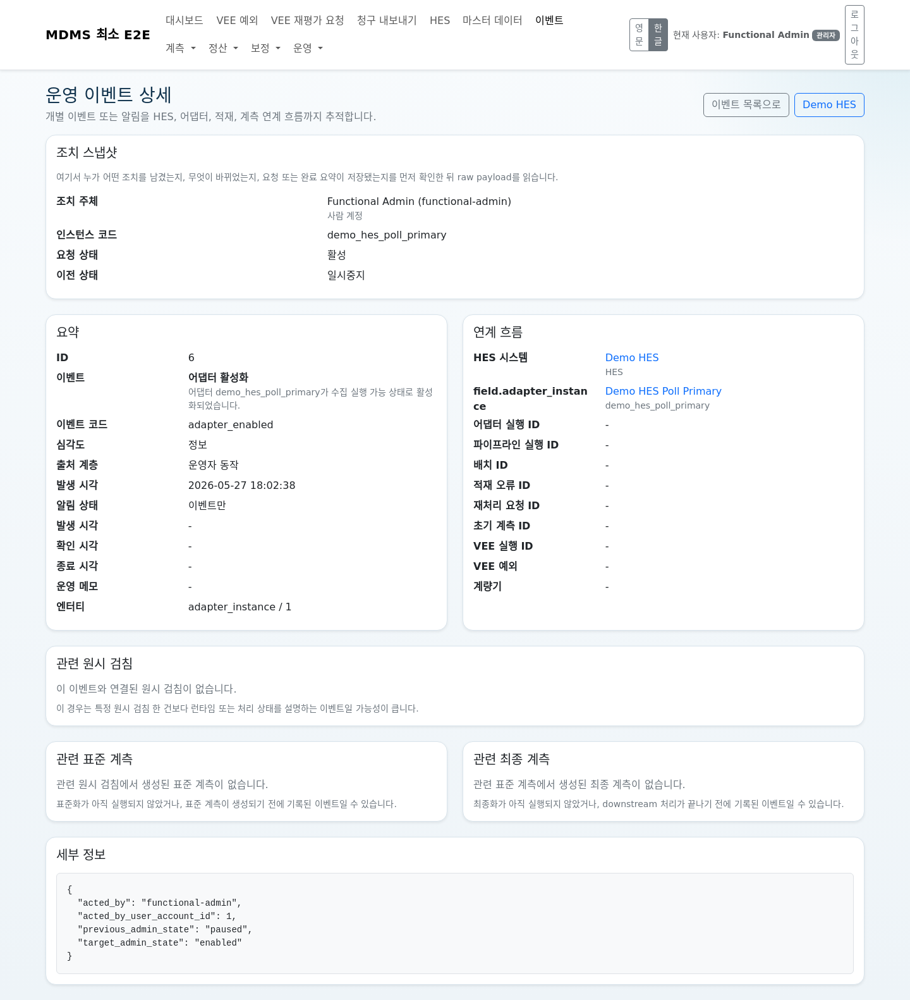 MDMS 최소 E2E
대시보드 VEE 예외 VEE 재평가 요청 청구 내보내기 HES 마스터 데이터 이벤트
계측 정산 보정 운영
영문 한글 현재 사용자: Functional Admin 관리자 로그아웃
운영 이벤트 상세
개별 이벤트 또는 알림을 HES, 어댑터, 적재, 계측 연계 흐름까지 추적합니다.
이벤트 목록으로 Demo HES
조치 스냅샷
여기서 누가 어떤 조치를 남겼는지, 무엇이 바뀌었는지, 요청 또는 완료 요약이 저장됐는지를 먼저 확인한 뒤 raw payload를 읽습니다.
조치 주체 Functional Admin (functional-admin)
사람 계정
인스턴스 코드 demo_hes_poll_primary
요청 상태 활성
이전 상태 일시중지
요약
ID 6
이벤트 어댑터 활성화
어댑터 demo_hes_poll_primary가 수집 실행 가능 상태로 활성
화되었습니다.
이벤트 코드 adapter_enabled
심각도 정보
출처 계층 운영자 동작
발생 시각 2026-05-27 18:02:38
알림 상태 이벤트만
발생 시각 -
확인 시각 -
종료 시각 -
운영 메모 -
엔터티 adapter_instance / 1
연계 흐름
HES 시스템 Demo HES
HES
field.adapter_instan Demo HES Poll Primary
ce demo_hes_poll_primary
어댑터 실행 ID -
파이프라인 실행 ID -
배치 ID -
적재 오류 ID -
재처리 요청 ID -
초기 계측 ID -
VEE 실행 ID -
VEE 예외 -
계량기 -
관련 원시 검침
이 이벤트와 연결된 원시 검침이 없습니다.
이 경우는 특정 원시 검침 한 건보다 런타임 또는 처리 상태를 설명하는 이벤트일 가능성이 큽니다.
관련 표준 계측
관련 원시 검침에서 생성된 표준 계측이 없습니다.
표준화가 아직 실행되지 않았거나, 표준 계측이 생성되기 전에 기록된 이벤트일 수 있습니다.
관련 최종 계측
관련 표준 계측에서 생성된 최종 계측이 없습니다.
최종화가 아직 실행되지 않았거나, downstream 처리가 끝나기 전에 기록된 이벤트일 수 있습니다.
세부 정보
{
"acted_by": "functional-admin",
"acted_by_user_account_id": 1,
"previous_admin_state": "paused",
"target_admin_state": "enabled"
}